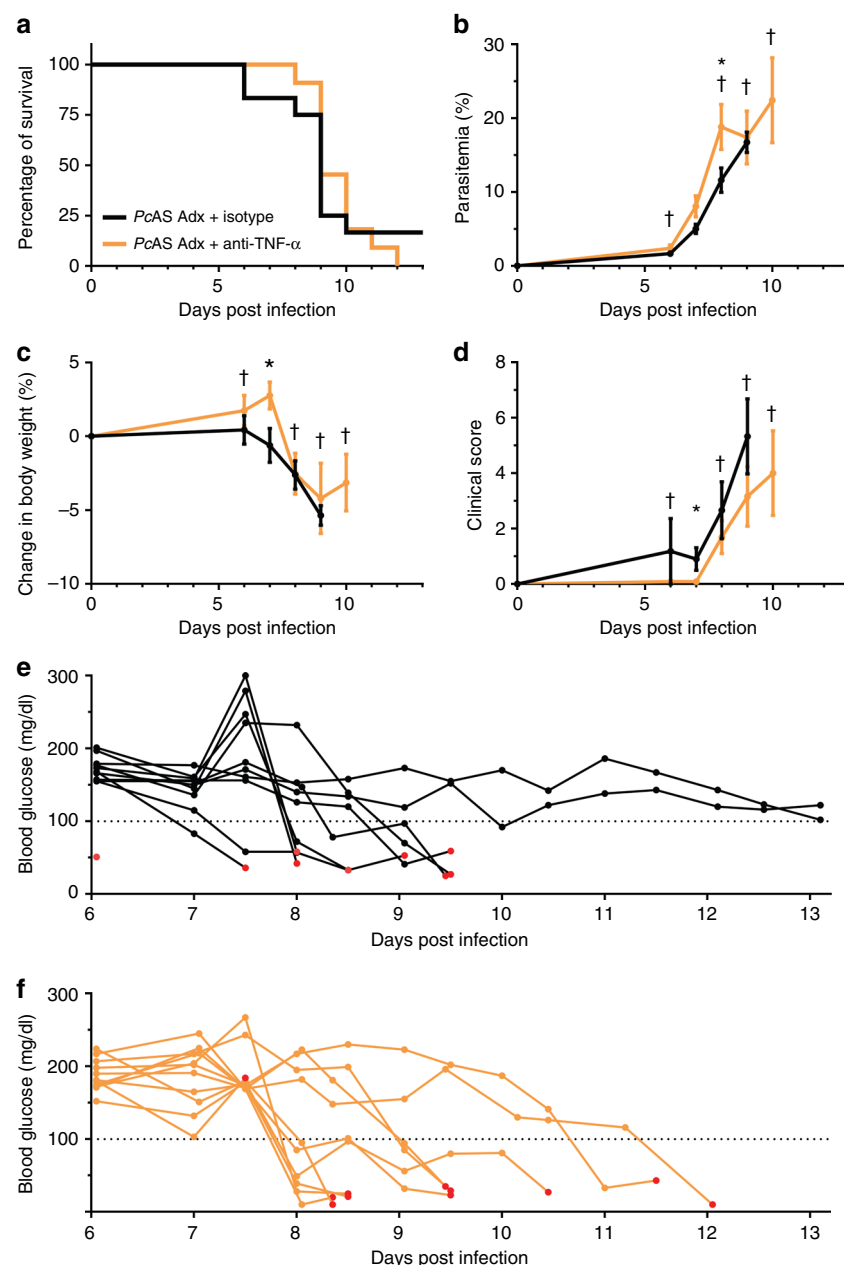 a
Percentage of survival
100
75
50
25
0
PcAS Adx + isotype
PcAS Adx + anti-TNF-α
0 5 10
Days post infection
b
Parasitemia (%)
30
20
10
0
† * † † †
0 5 10
Days post infection
c
Change in body weight (%)
5
0
−5
−10
† * † † †
0 5 10
Days post infection
d
Clinical score
8
6
4
2
0
† * † † †
0 5 10
Days post infection
e
Blood glucose (mg/dl)
300
200
100
0
6 7 8 9 10 11 12 13
Days post infection
f
Blood glucose (mg/dl)
300
200
100
0
6 7 8 9 10 11 12 13
Days post infection